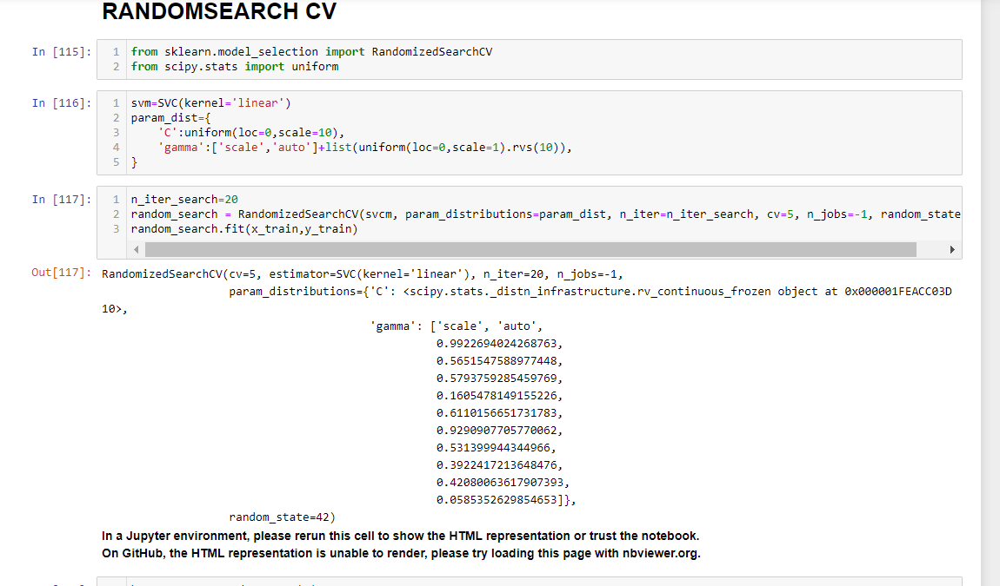 RANDOMSEARCH CV
In [115]:
1 from sklearn.model_selection import RandomizedSearchCV
2 from scipy.stats import uniform
In [116]:
1 svm=SVC(kernel='linear')
2 param_dist={
3     'C':uniform(loc=0,scale=10),
4     'gamma':['scale','auto']+list(uniform(loc=0,scale=1).rvs(10)),
5 }
In [117]:
1 n_iter_search=20
2 random_search = RandomizedSearchCV(svcm, param_distributions=param_dist, n_iter=n_iter_search, cv=5, n_jobs=-1, random_state
3 random_search.fit(x_train,y_train)
Out[117]: RandomizedSearchCV(cv=5, estimator=SVC(kernel='linear'), n_iter=20, n_jobs=-1,
param_distributions={'C': <scipy.stats._distn_infrastructure.rv_continuous_frozen object at 0x000001FEACC03D
10>,
'gamma': ['scale', 'auto',
0.9922694024268763,
0.5651547588977448,
0.5793759285459769,
0.1605478149155226,
0.6110156651731783,
0.9290907705770062,
0.531399944344966,
0.3922417213648476,
0.42080063617907393,
0.0585352629854653]},
random_state=42)
In a Jupyter environment, please rerun this cell to show the HTML representation or trust the notebook.
On GitHub, the HTML representation is unable to render, please try loading this page with nbviewer.org.